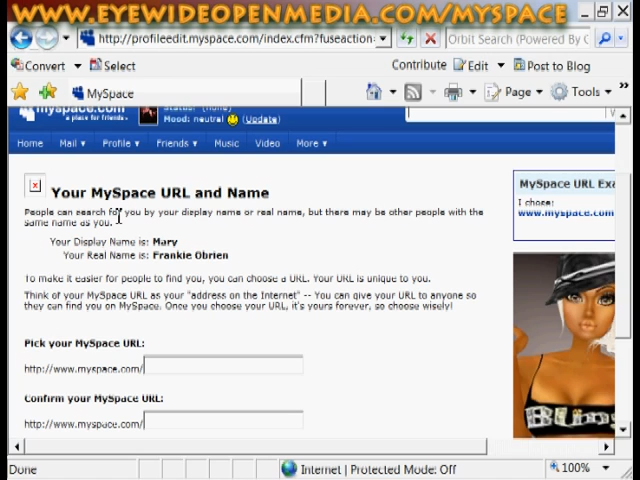 WWW.EYEWIDEOPENMEDIA.COM/MYSPACE
http://profileedit.myspace.com/index.cfm?fuseaction=
Orbit Search (Powered By G
Convert
Select
Contribute
Edit
Post to Blog
MySpace
Page
Tools
myspace.com
a place for friends
Status: (none)
Mood: neutral (Update)
Home Mail Profile Friends Music Video More
Your MySpace URL and Name
People can search for you by your display name or real name, but there may be other people with the
same name as you.
Your Display Name is: Mary
Your Real Name is: Frankie Obrien
To make it easier for people to find you, you can choose a URL. Your URL is unique to you.
Think of your MySpace URL as your "address on the Internet" -- You can give your URL to anyone so
they can find you on MySpace. Once you choose your URL, it's yours forever, so choose wisely!
Pick your MySpace URL:
http://www.myspace.com/
Confirm your MySpace URL:
http://www.myspace.com/
MySpace URL Exa
I chose:
www.myspace.com
Done
Internet | Protected Mode: Off
100%